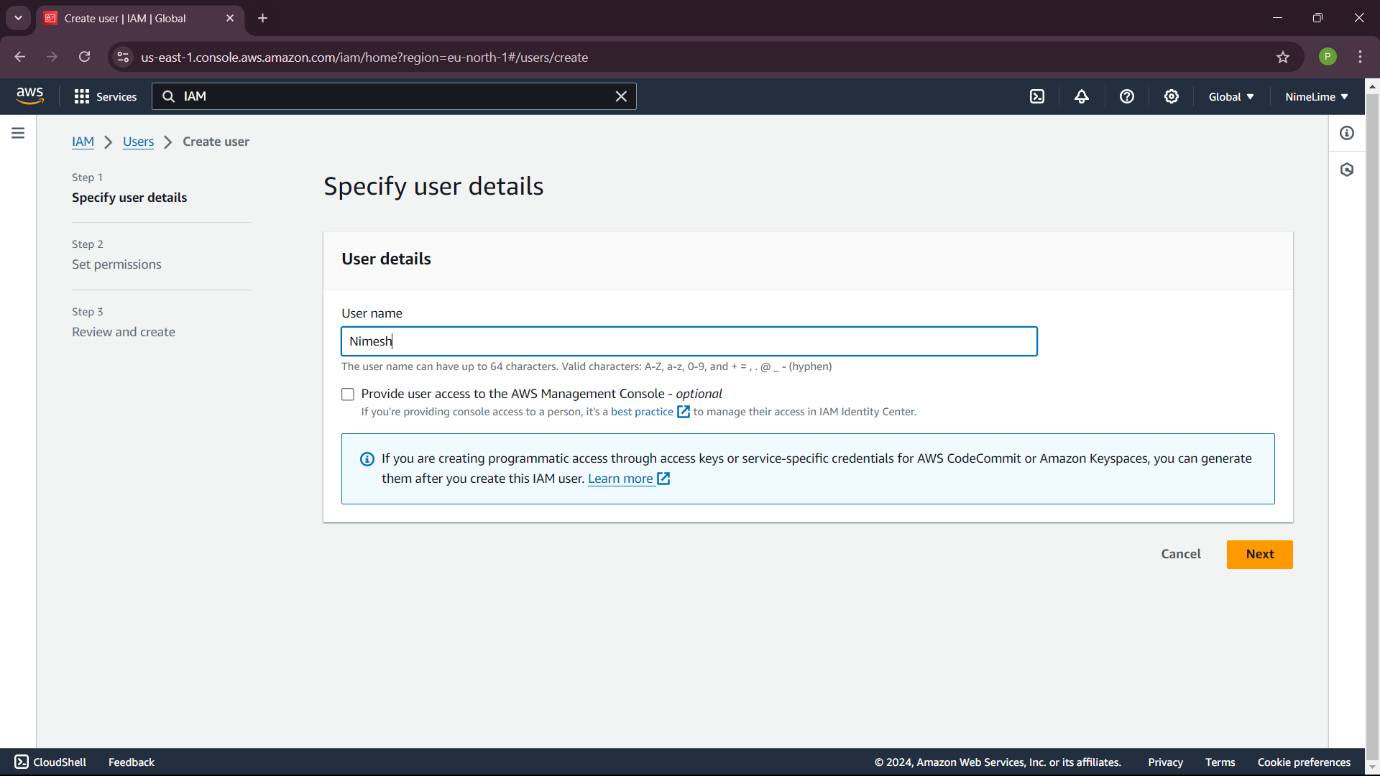 Create user | IAM | Global
us-east-1.console.aws.amazon.com/iam/home?region=eu-north-1#/users/create
P
aws
Services
IAM
Global
NimeLime
IAM
Users
Create user
Step 1
Specify user details
Step 2
Set permissions
Step 3
Review and create
Specify user details
User details
User name
Nimesh
The user name can have up to 64 characters. Valid characters: A-Z, a-z, 0-9, and + = , . @ _ - (hyphen)
Provide user access to the AWS Management Console - optional
If you're providing console access to a person, it's a best practice to manage their access in IAM Identity Center.
If you are creating programmatic access through access keys or service-specific credentials for AWS CodeCommit or Amazon Keyspaces, you can generate
them after you create this IAM user. Learn more
Cancel
Next
CloudShell
Feedback
© 2024, Amazon Web Services, Inc. or its affiliates.
Privacy
Terms
Cookie preferences